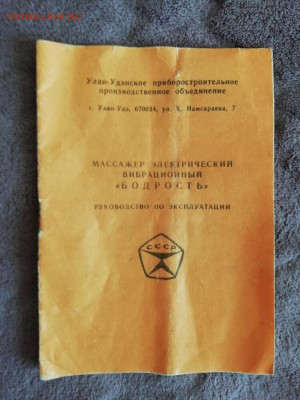 Улан-Удэнское приборостроительное
производственное объединение
г. Улан-Удэ, 670034, ул. Х. Намсараева, 7
МАССАЖЕР ЭЛЕКТРИЧЕСКИЙ
ВИБРАЦИОННЫЙ
«БОДРОСТЬ»
РУКОВОДСТВО ПО ЭКСПЛУАТАЦИИ
СССР